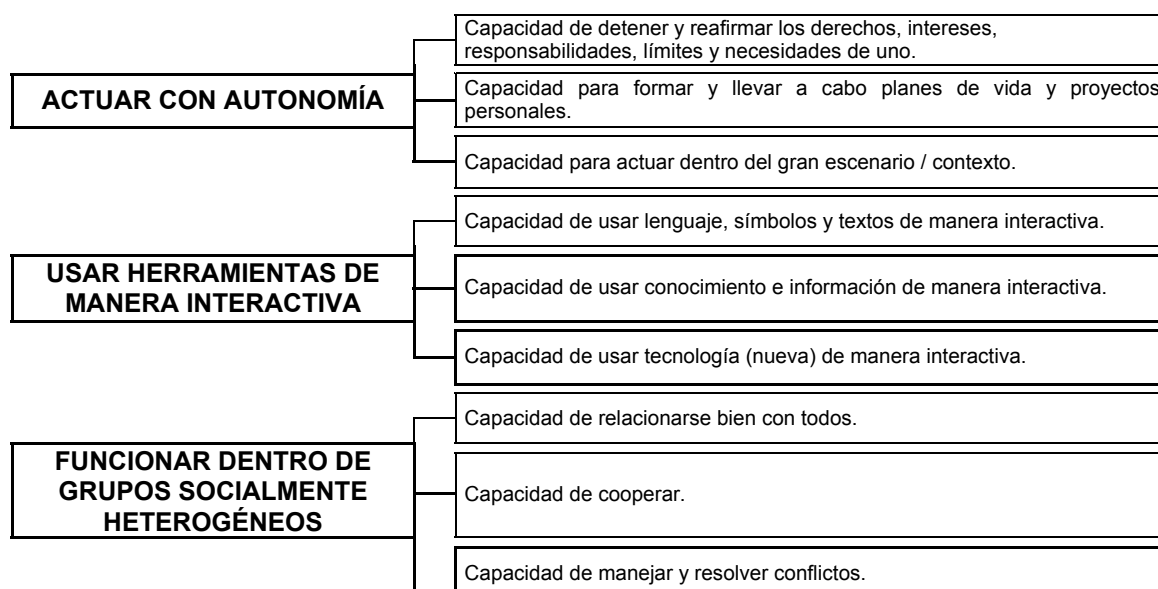 Capacidad de detener y reafirmar los derechos, intereses,
responsabilidades, límites y necesidades de uno.
ACTUAR CON AUTONOMÍA
Capacidad para formar y llevar a cabo planes de vida y proyectos
personales.
Capacidad para actuar dentro del gran escenario / contexto.
Capacidad de usar lenguaje, símbolos y textos de manera interactiva.
USAR HERRAMIENTAS DE
MANERA INTERACTIVA
Capacidad de usar conocimiento e información de manera interactiva.
Capacidad de usar tecnología (nueva) de manera interactiva.
Capacidad de relacionarse bien con todos.
FUNCIONAR DENTRO DE
GRUPOS SOCIALMENTE
HETEROGÉNEOS
Capacidad de cooperar.
Capacidad de manejar y resolver conflictos.